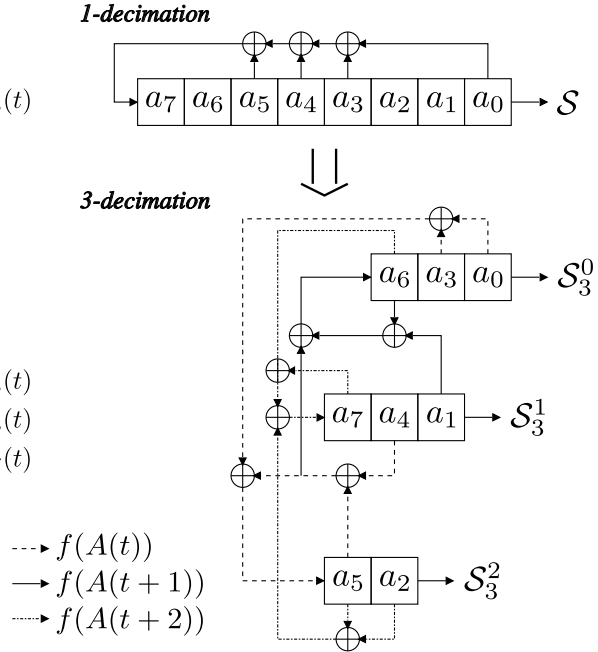 1-decimation
(t)
a₇ a₆ a₅ a₄ a₃ a₂ a₁ a₀ 𝒮
3-decimation
a₆ a₃ a₀ 𝒮₃⁰
(t)
a₇ a₄ a₁ 𝒮₃¹
(t)
(t)
f(A(t))
f(A(t + 1))
f(A(t + 2))
a₅ a₂ 𝒮₃²